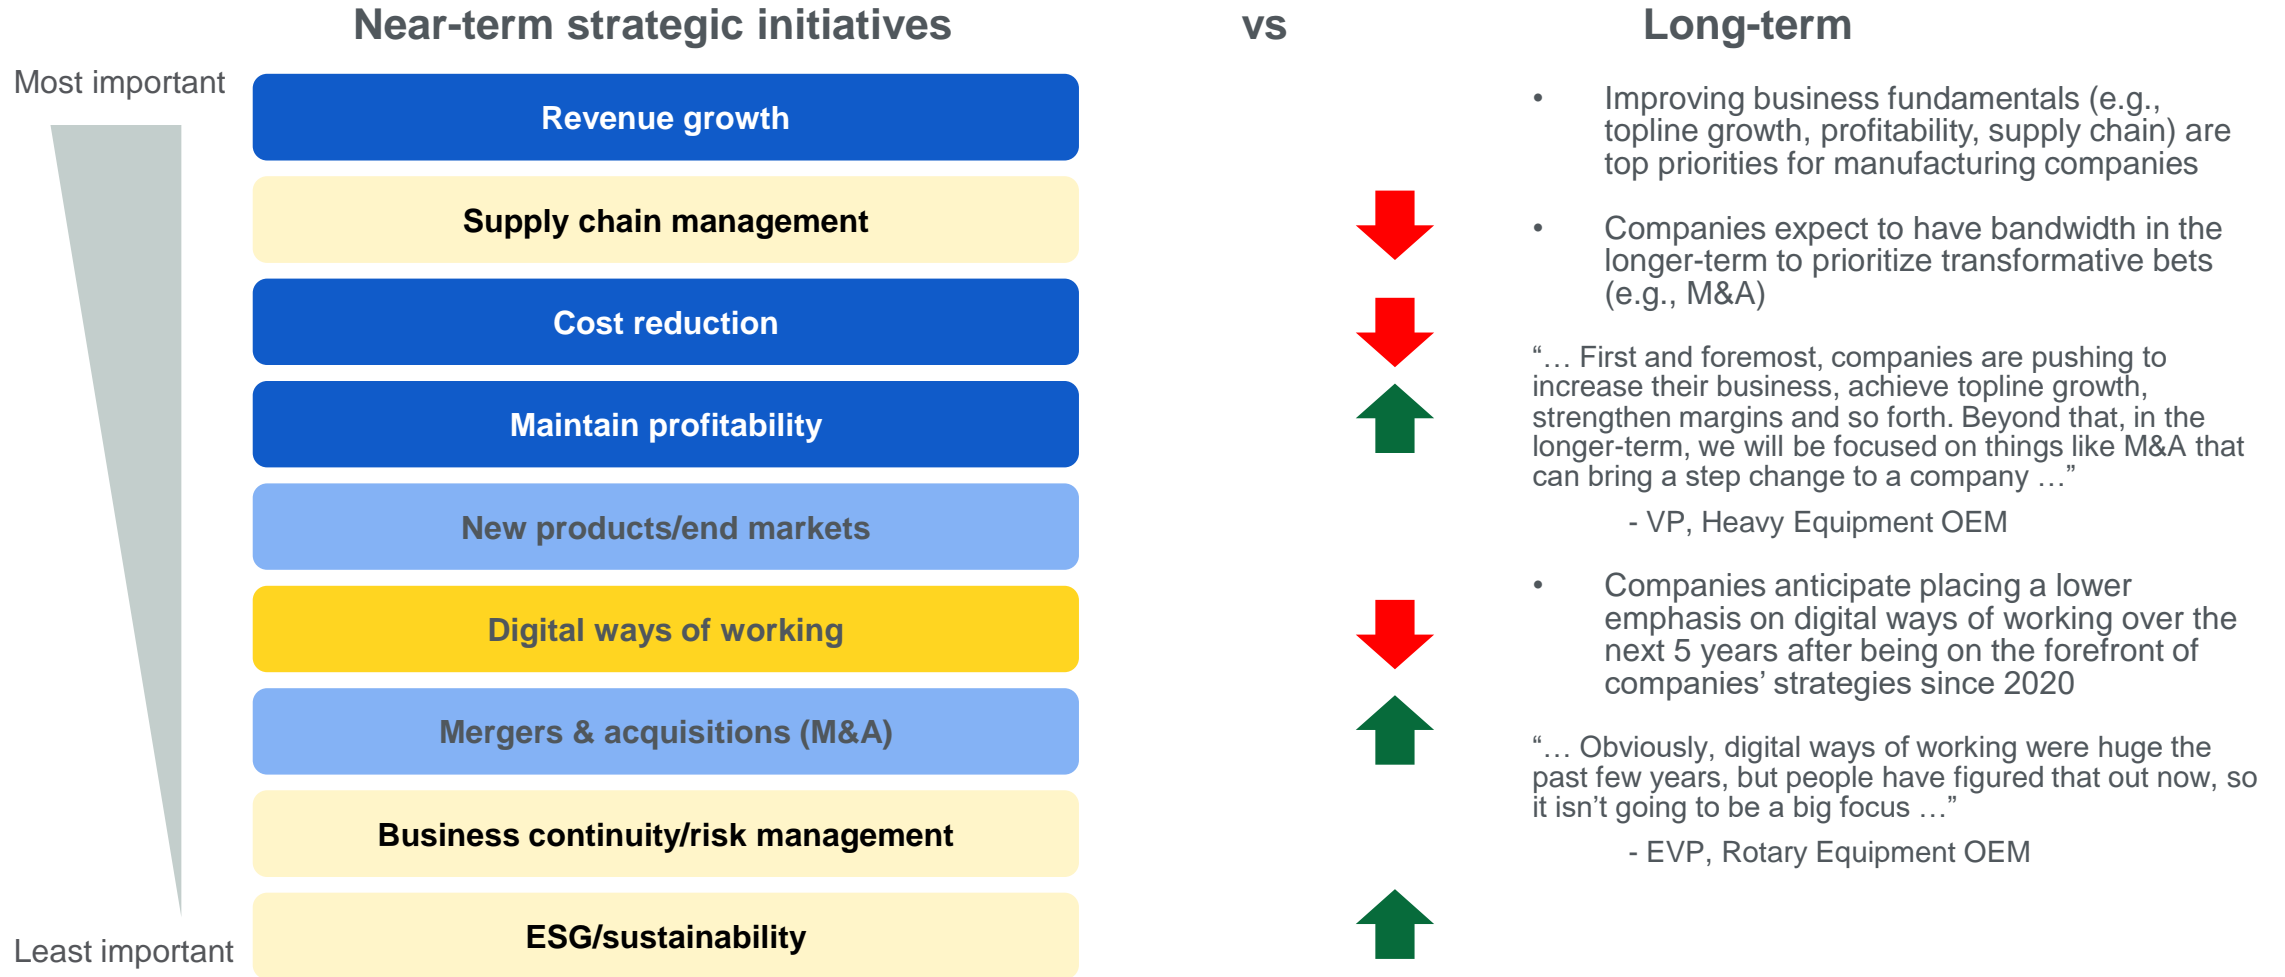 Near-term strategic initiatives
vs
Long-term
Most important
Revenue growth
Supply chain management
Cost reduction
Maintain profitability
New products/end markets
Digital ways of working
Mergers & acquisitions (M&A)
Business continuity/risk management
ESG/sustainability
Least important
• Improving business fundamentals (e.g.,
topline growth, profitability, supply chain) are
top priorities for manufacturing companies
• Companies expect to have bandwidth in the
longer-term to prioritize transformative bets
(e.g., M&A)
“… First and foremost, companies are pushing to
increase their business, achieve topline growth,
strengthen margins and so forth. Beyond that, in the
longer-term, we will be focused on things like M&A that
can bring a step change to a company …”
- VP, Heavy Equipment OEM
• Companies anticipate placing a lower
emphasis on digital ways of working over the
next 5 years after being on the forefront of
companies’ strategies since 2020
“… Obviously, digital ways of working were huge the
past few years, but people have figured that out now, so
it isn’t going to be a big focus …”
- EVP, Rotary Equipment OEM